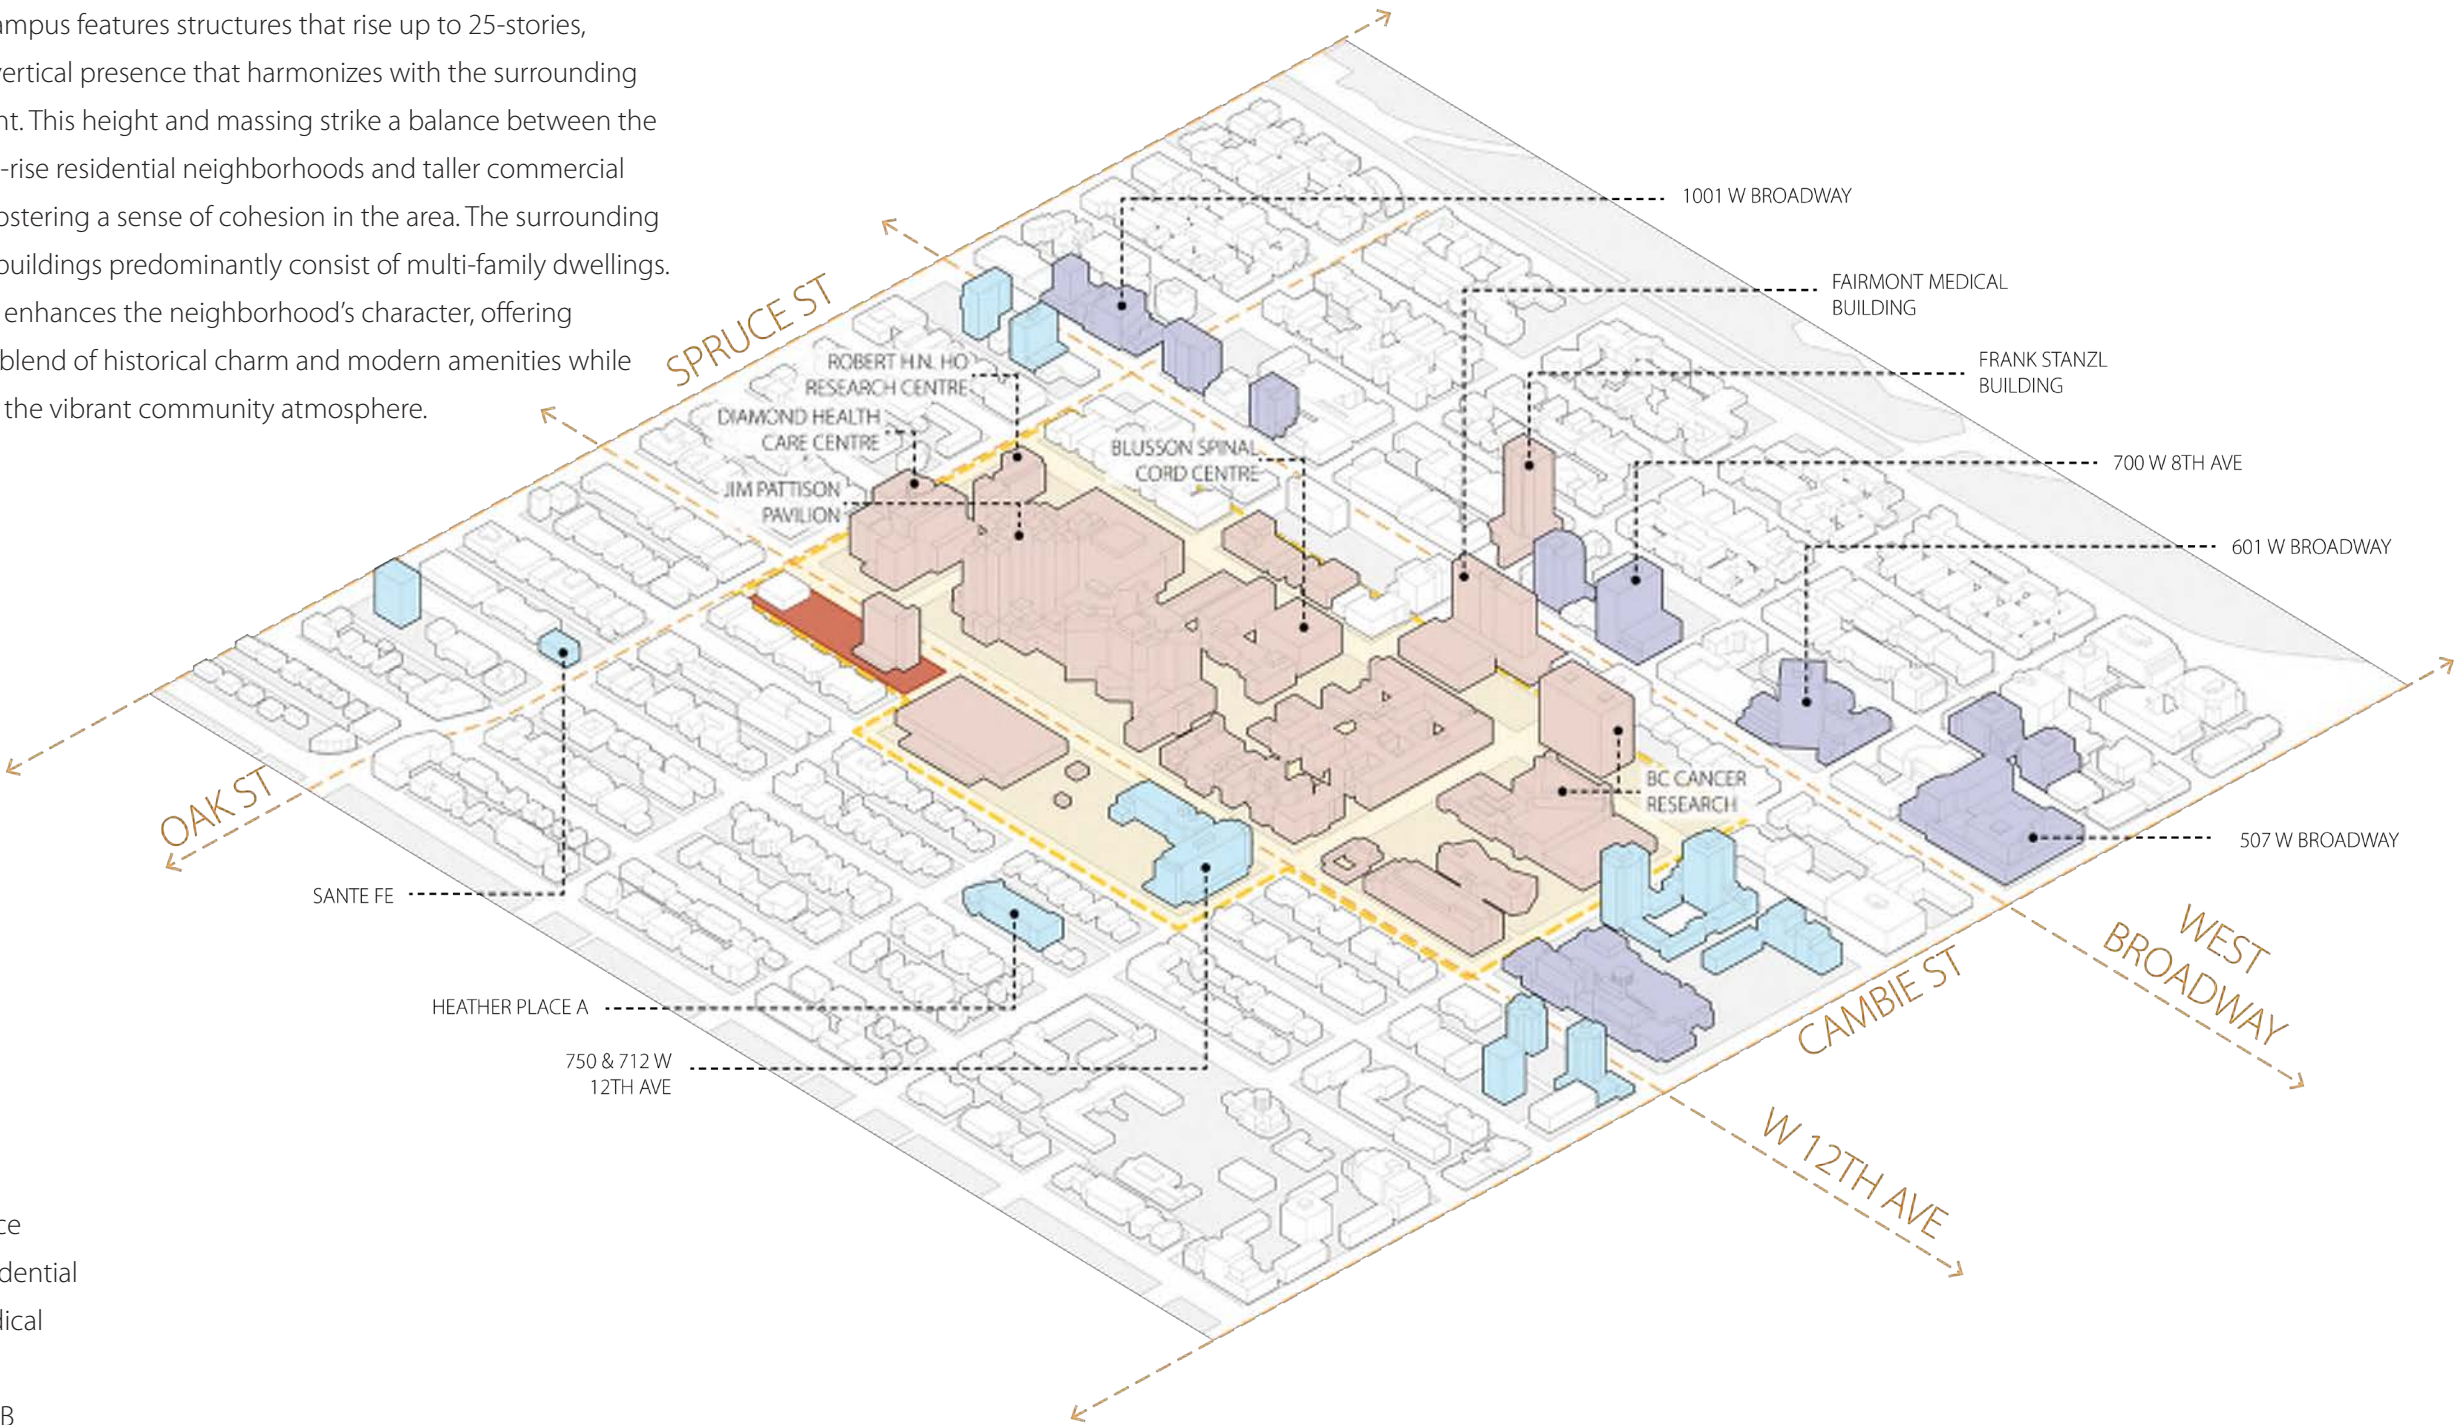 ampus features structures that rise up to 25-stories,
vertical presence that harmonizes with the surrounding
nt. This height and massing strike a balance between the
-rise residential neighborhoods and taller commercial
ostering a sense of cohesion in the area. The surrounding
buildings predominantly consist of multi-family dwellings.
enhances the neighborhood's character, offering
blend of historical charm and modern amenities while
the vibrant community atmosphere.
1001 W BROADWAY
FAIRMONT MEDICAL
BUILDING
SPRUCE ST
ROBERT H.N. HO
RESEARCH CENTRE
FRANK STANZL
BUILDING
DIAMOND HEALTH
CARE CENTRE
BLUSSON SPINAL
CORD CENTRE
700 W 8TH AVE
JIM PATTISON
PAVILION
601 W BROADWAY
OAK ST
BC CANCER
RESEARCH
507 W BROADWAY
SANTE FE
WEST
BROADWAY
CAMBIE ST
HEATHER PLACE A
750 & 712 W
12TH AVE
W 12TH AVE
ce
dential
dical
B